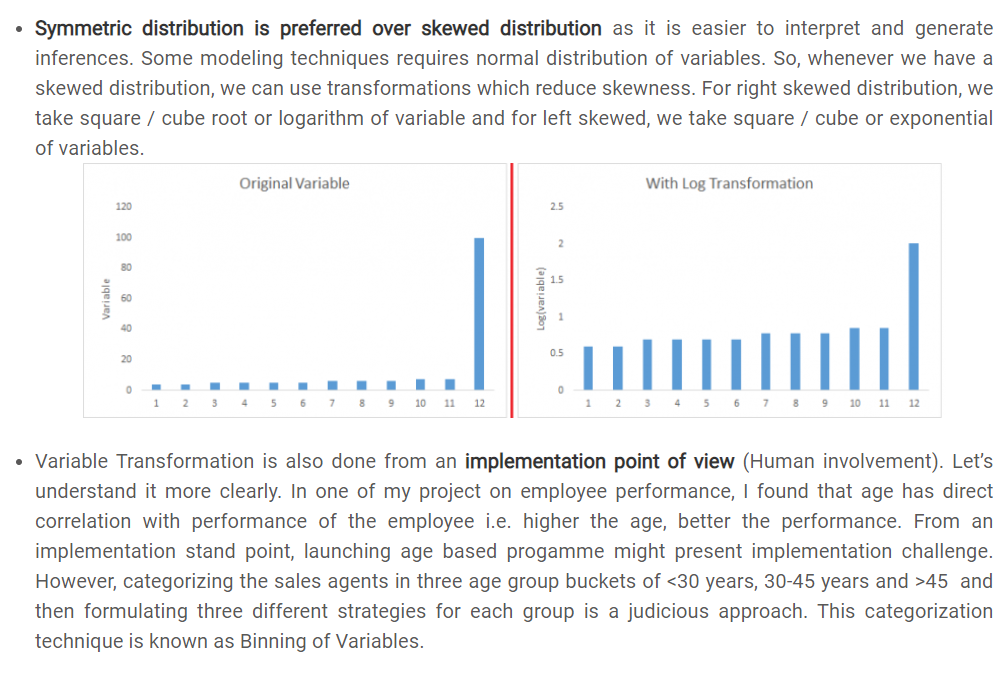 • Symmetric distribution is preferred over skewed distribution as it is easier to interpret and generate
inferences. Some modeling techniques requires normal distribution of variables. So, whenever we have a
skewed distribution, we can use transformations which reduce skewness. For right skewed distribution, we
take square / cube root or logarithm of variable and for left skewed, we take square / cube or exponential
of variables.
Original Variable
120
100
80
60
40
20
0
Variable
1 2 3 4 5 6 7 8 9 10 11 12
With Log Transformation
2.5
2
1.5
1
0.5
0
Log(variable)
1 2 3 4 5 6 7 8 9 10 11 12
• Variable Transformation is also done from an implementation point of view (Human involvement). Let’s
understand it more clearly. In one of my project on employee performance, I found that age has direct
correlation with performance of the employee i.e. higher the age, better the performance. From an
implementation stand point, launching age based progamme might present implementation challenge.
However, categorizing the sales agents in three age group buckets of <30 years, 30-45 years and >45 and
then formulating three different strategies for each group is a judicious approach. This categorization
technique is known as Binning of Variables.